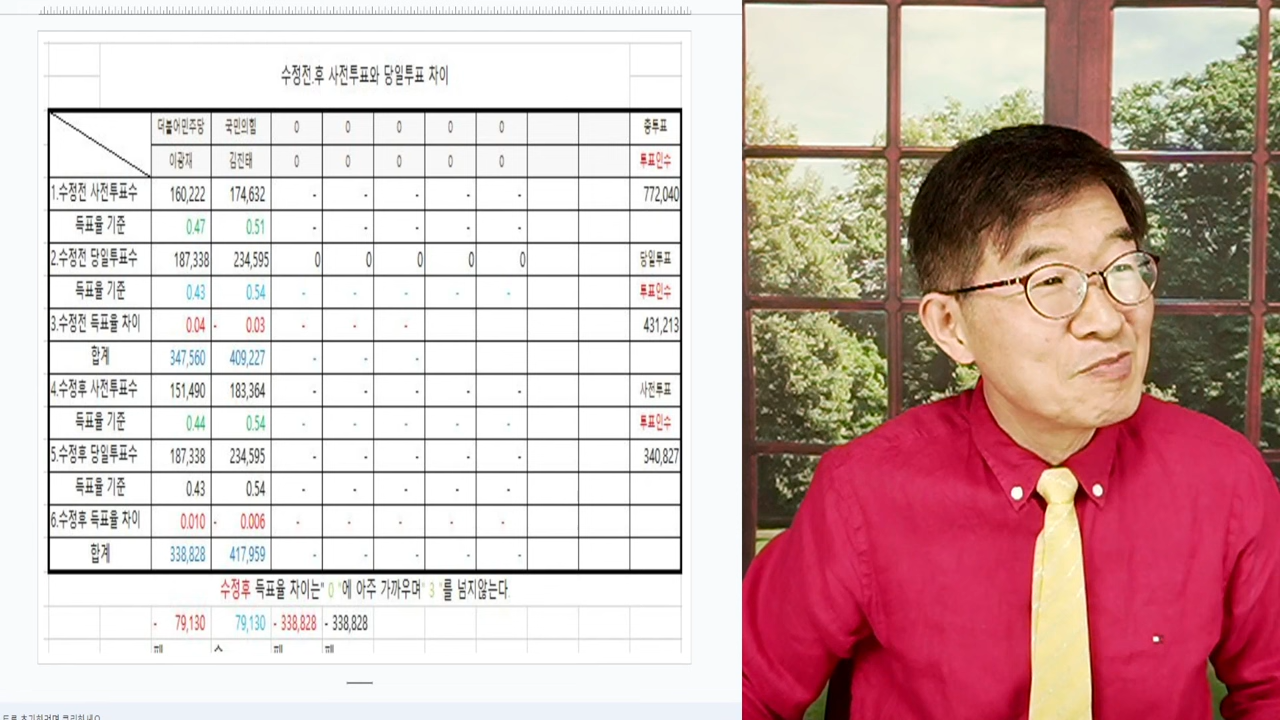 수정전.후 사전투표와 당일투표 차이
더불어민주당 국민의힘 0 0 0 0 0 총투표
이광재 김진태 0 0 0 0 0 투표인수
1.수정전 사전투표수 160,222 174,632 - - - - - 772,040
득표율 기준 0.47 0.51 - - - - -
2.수정전 당일투표수 187,338 234,595 0 0 0 0 0 당일투표
득표율 기준 0.43 0.54 - - - - - 투표인수
3.수정전 득표율 차이 0.04 - 0.03 - - - 431,213
합계 347,560 409,227 - - -
4.수정후 사전투표수 151,490 183,364 - - - - - 사전투표
득표율 기준 0.44 0.54 - - - - - 투표인수
5.수정후 당일투표수 187,338 234,595 - - - - - 340,827
득표율 기준 0.43 0.54 - - - - -
6.수정후 득표율 차이 0.010 - 0.006 - - - - -
합계 338,828 417,959 - - - - -
수정후 득표율 차이는" 0 "에 아주 가까우며" 3 "를 넘지않는다.
- 79,130 79,130 - 338,828 - 338,828